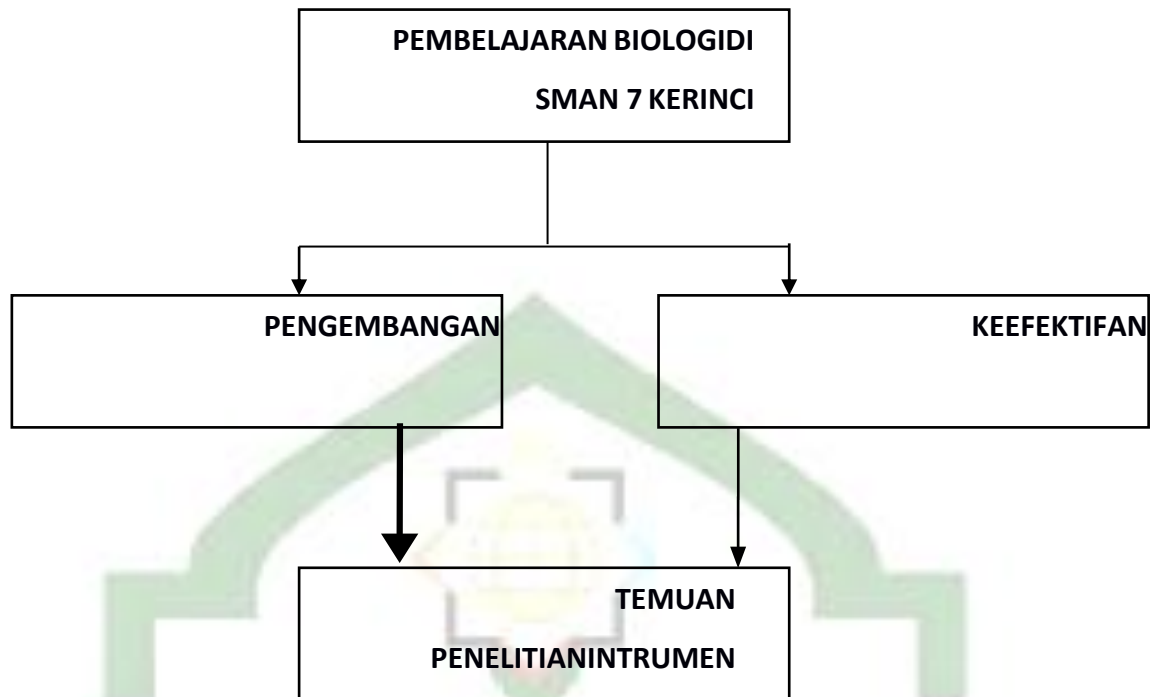 PEMBELAJARAN BIOLOGIDI
SMAN 7 KERINCI
PENGEMBANGAN
KEEFEKTIFAN
TEMUAN
PENELITIANINTRUMEN